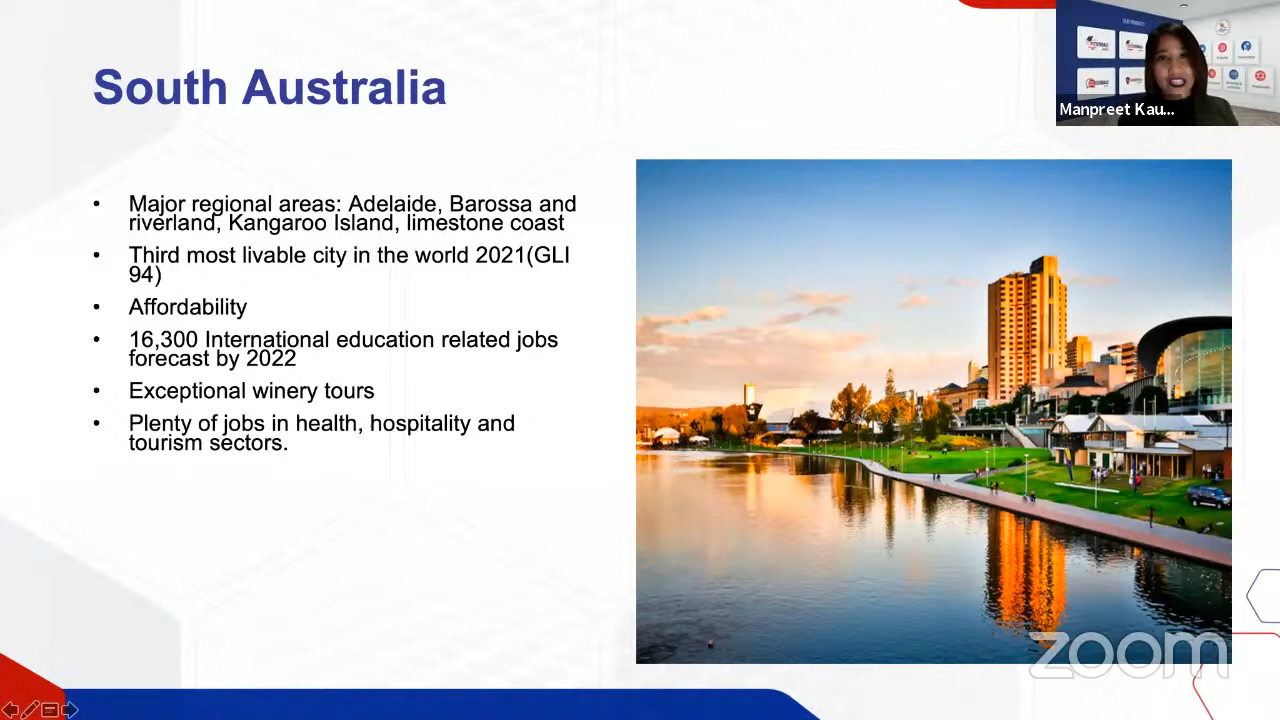 South Australia
Manpreet Kau...
• Major regional areas: Adelaide, Barossa and
riverland, Kangaroo Island, limestone coast
• Third most livable city in the world 2021(GLI
94)
• Affordability
• 16,300 International education related jobs
forecast by 2022
• Exceptional winery tours
• Plenty of jobs in health, hospitality and
tourism sectors.
zoom